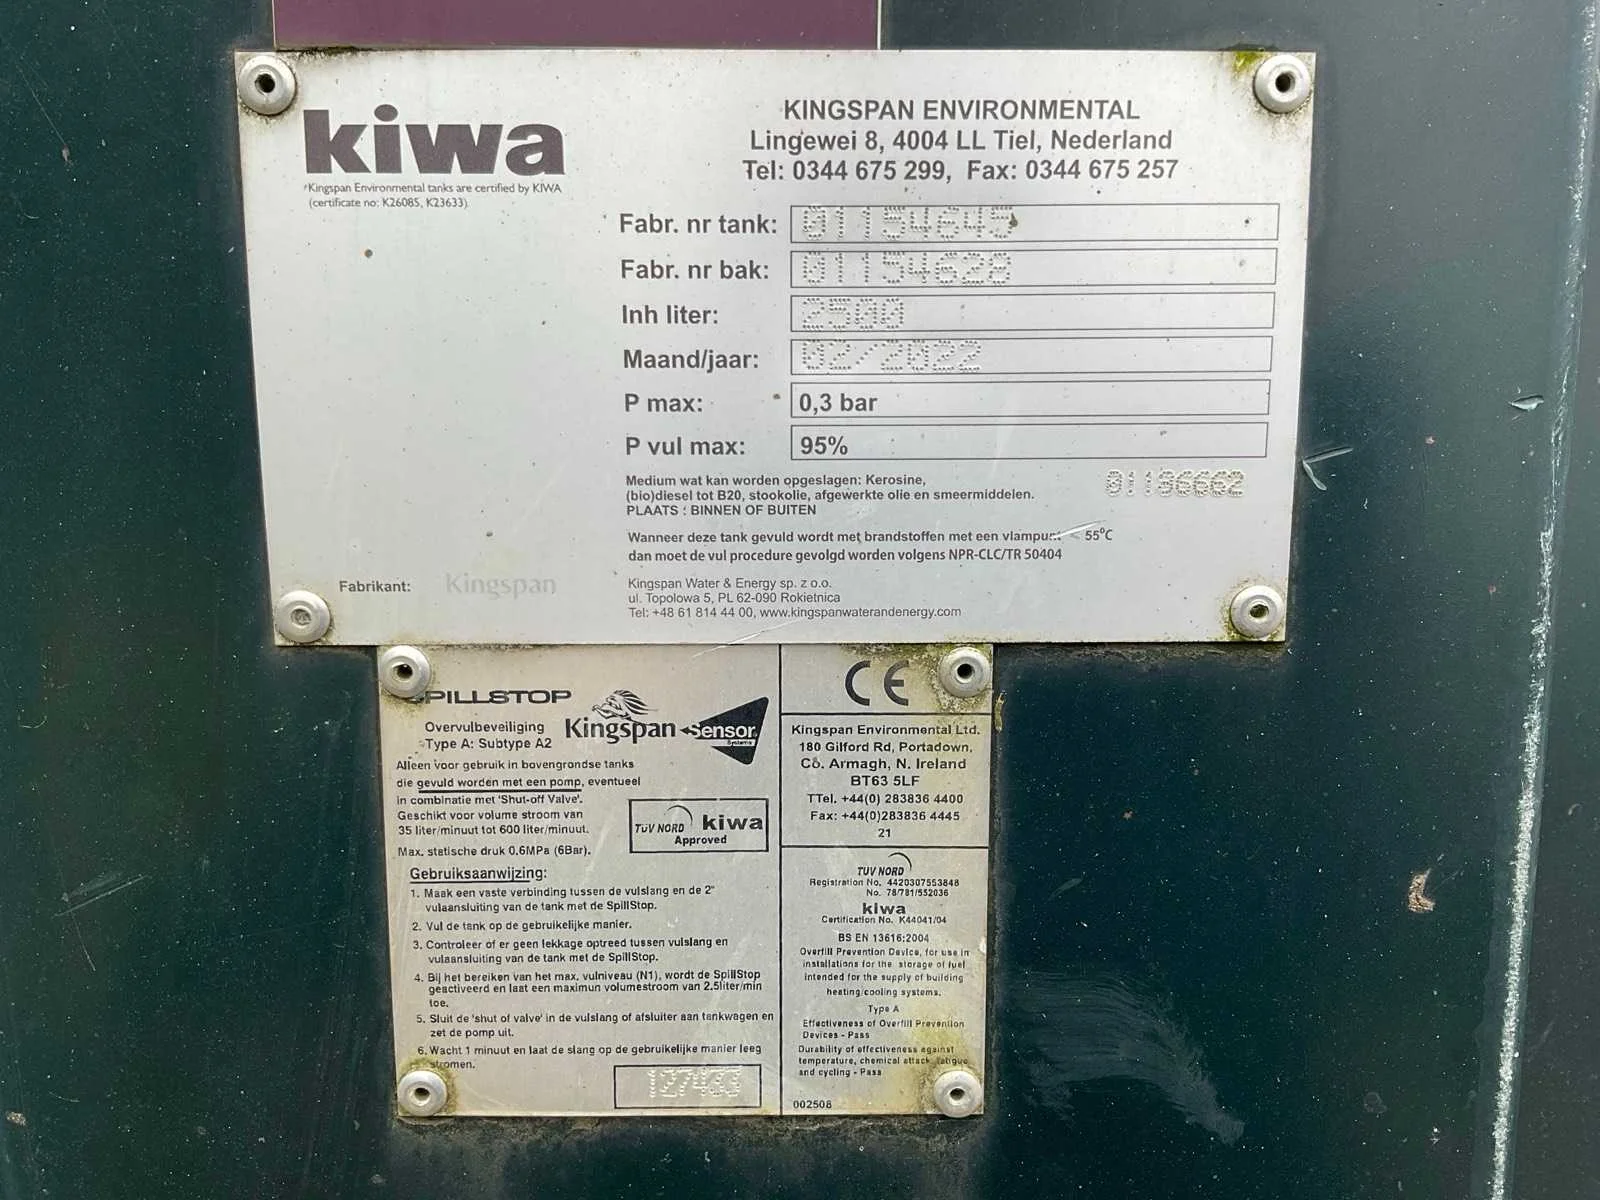 kiwa
*Kingspan Environmental tanks are certified by KIWA
(certificate no: K26085, K23633)
KINGSPAN ENVIRONMENTAL
Lingewei 8, 4004 LL Tiel, Nederland
Tel: 0344 675 299, Fax: 0344 675 257
Fabr. nr tank: 01154645
Fabr. nr bak: 01154628
Inh liter: 2500
Maand/jaar: 02/2022
P max: 0,3 bar
P vul max: 95%
Medium wat kan worden opgeslagen: Kerosine,
(bio)diesel tot B20, stookolie, afgewerkte olie en smeermiddelen.
PLAATS : BINNEN OF BUITEN
01196662
Wanneer deze tank gevuld wordt met brandstoffen met een < 55°C
dan moet de vul procedure gevolgd worden volgens NPR-CLC/TR 50404
Fabrikant: Kingspan
Kingspan Water & Energy sp. z o.o.
ul. Topolowa 5, PL 62-090 Rokietnica
Tel: +48 61 814 44 00, www.kingspanwaterandenergy.com
SPILLSTOP
Overvulbeveiliging
Type A: Subtype A2
Kingspan Sensor
Systems
Alleen voor gebruik in bovengrondse tanks
die gevuld worden met een pomp, eventueel
in combinatie met 'Shut-off Valve'.
Geschikt voor volume stroom van
35 liter/minuut tot 600 liter/minuut.
Max. statische druk 0.6MPa (6Bar).
TÜV NORD kiwa
Approved
Gebruiksaanwijzing:
1. Maak een vaste verbinding tussen de vulslang en de 2"
vulaansluiting van de tank met de SpillStop.
2. Vul de tank op de gebruikelijke manier.
3. Controleer of er geen lekkage optreed tussen vulslang en
vulaansluiting van de tank met de SpillStop.
4. Bij het bereiken van het max. vulniveau (N1), wordt de SpillStop
geactiveerd en laat een maximun volumestroom van 2.5liter/min
toe.
5. Sluit de 'shut of valve' in de vulslang of afsluiter aan tankwagen en
zet de pomp uit.
6. Wacht 1 minuut en laat de slang op de gebruikelijke manier leeg
stromen.
127463
CE
Kingspan Environmental Ltd.
180 Gilford Rd, Portadown,
Co. Armagh, N. Ireland
BT63 5LF
TTel. +44(0) 283836 4400
Fax: +44(0)283836 4445
21
TÜV NORD
Registration No. 4420307553848
No. 78/781/552036
kiwa
Certification No. K44041/04
BS EN 13616:2004
Overfill Prevention Device, for use in
installations for the storage of fuel
intended for the supply of building
heating/cooling systems.
Type A
Effectiveness of Overfill Prevention
Devices - Pass
Durability of effectiveness against
temperature, chemical attack, fatigue
and cycling - Pass
002508